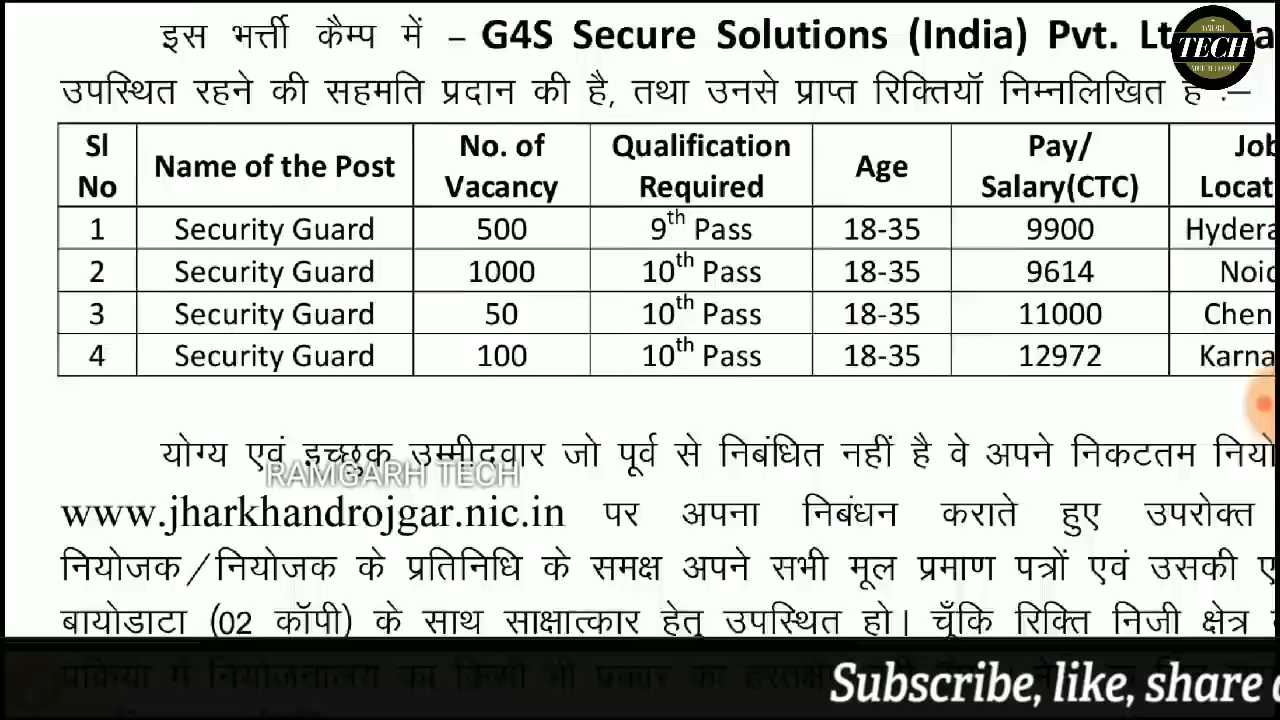 इस भर्त्ती कैम्प में – G4S Secure Solutions (India) Pvt.
TECH
उपस्थित रहने की सहमति प्रदान की है, तथा उनसे प्राप्त रिक्तियॉ निम्नलिखित है :–
Sl No Name of the Post No. of Vacancy Qualification Required Age Pay/ Salary(CTC)
1 Security Guard 500 9th Pass 18-35 9900
2 Security Guard 1000 10th Pass 18-35 9614
3 Security Guard 50 10th Pass 18-35 11000
4 Security Guard 100 10th Pass 18-35 12972
योग्य एवं इच्छुक उम्मीदवार जो पूर्व से निबंधित नहीं है वे अपने निकटतम
RAMGARH TECH
www.jharkhandrojgar.nic.in पर अपना निबंधन कराते हुए उपरोक्त
नियोजक/नियोजक के प्रतिनिधि के समक्ष अपने सभी मूल प्रमाण पत्रों एवं उसकी
बायोडाटा (02 कॉपी) के साथ साक्षात्कार हेतु उपस्थित हो। चूँकि रिक्ति निजी क्षेत्र
प्रक्रिया में नियोजनालय का किसी भी प्रकार का
Subscribe, like, share